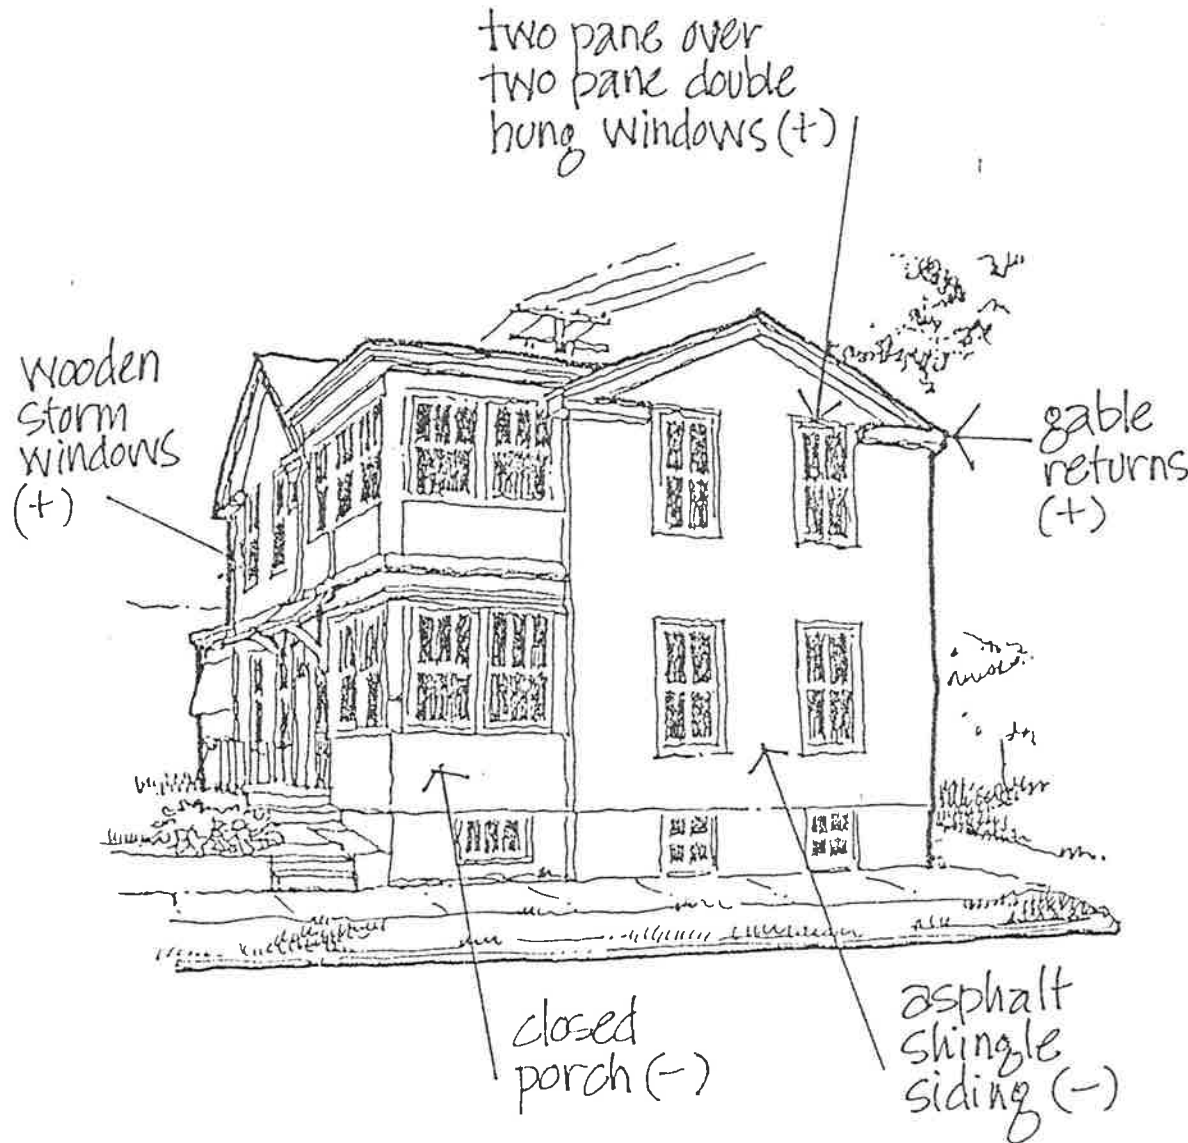 two pane over
two pane double
hung windows (+)
wooden
storm
windows
(+)
gable
returns
(+)
closed
porch (-)
asphalt
shingle
siding (-)